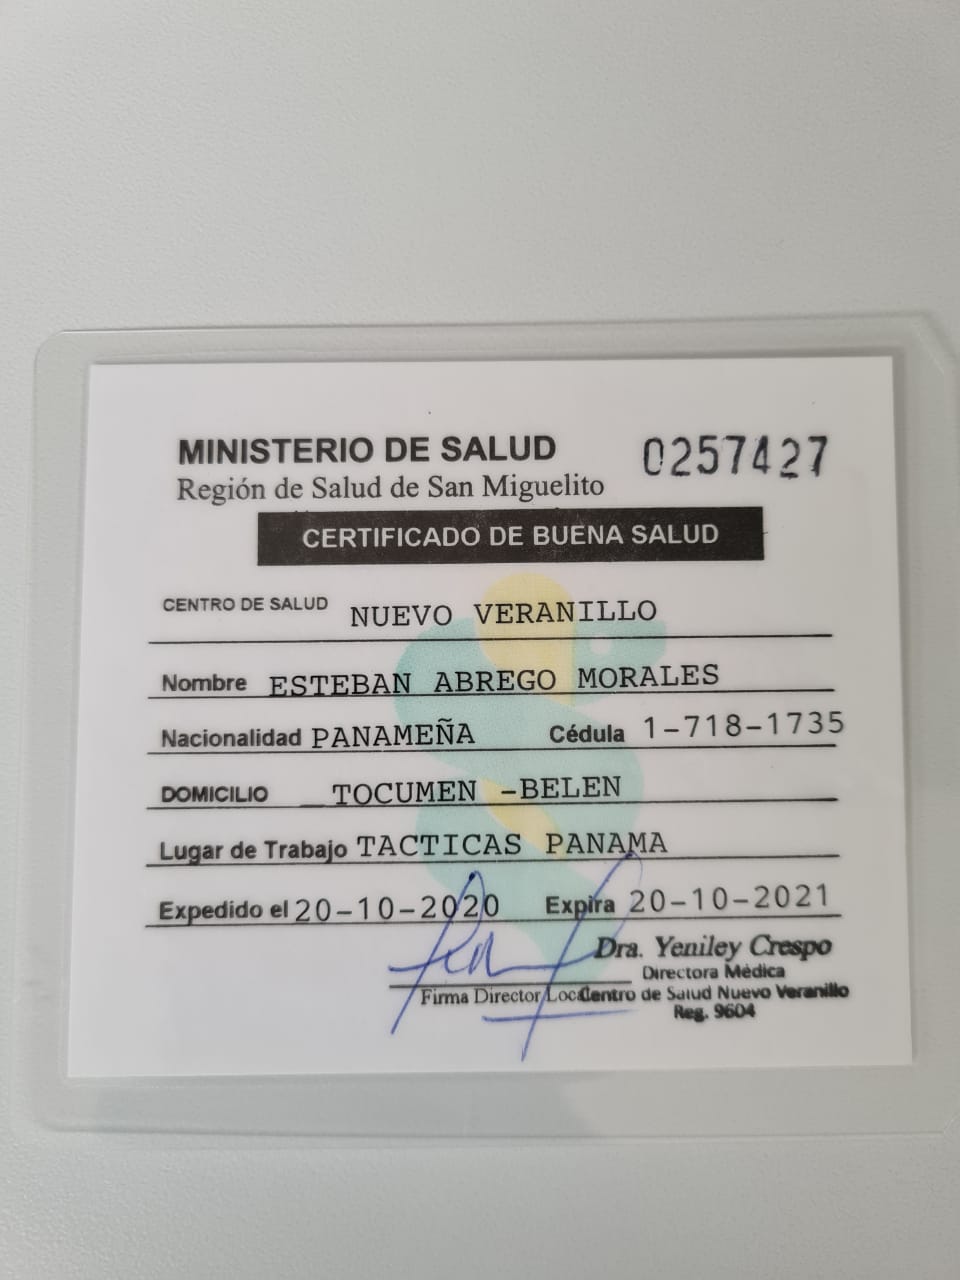 MINISTERIO DE SALUD
0257427
Región de Salud de San Miguelito
CERTIFICADO DE BUENA SALUD
CENTRO DE SALUD NUEVO VERANILLO
Nombre ESTEBAN ABREGO MORALES
Nacionalidad PANAMEÑA Cédula 1-718-1735
DOMICILIO TOCUMEN -BELEN
Lugar de Trabajo TACTICAS PANAMA
Expedido el 20-10-2020 Expira 20-10-2021
Dra. Yeniley Crespo
Directora Médica
Firma Director Local Centro de Salud Nuevo Veranillo
Reg. 9604